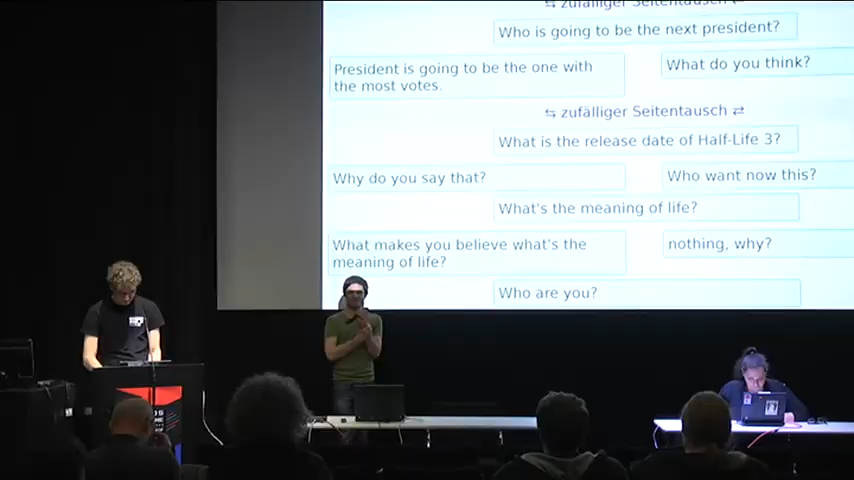 ⇆ zufälliger Seitentausch ⇄
Who is going to be the next president?
President is going to be the one with
the most votes.
What do you think?
⇆ zufälliger Seitentausch ⇄
What is the release date of Half-Life 3?
Why do you say that?
Who want now this?
What's the meaning of life?
What makes you believe what's the
meaning of life?
nothing, why?
Who are you?